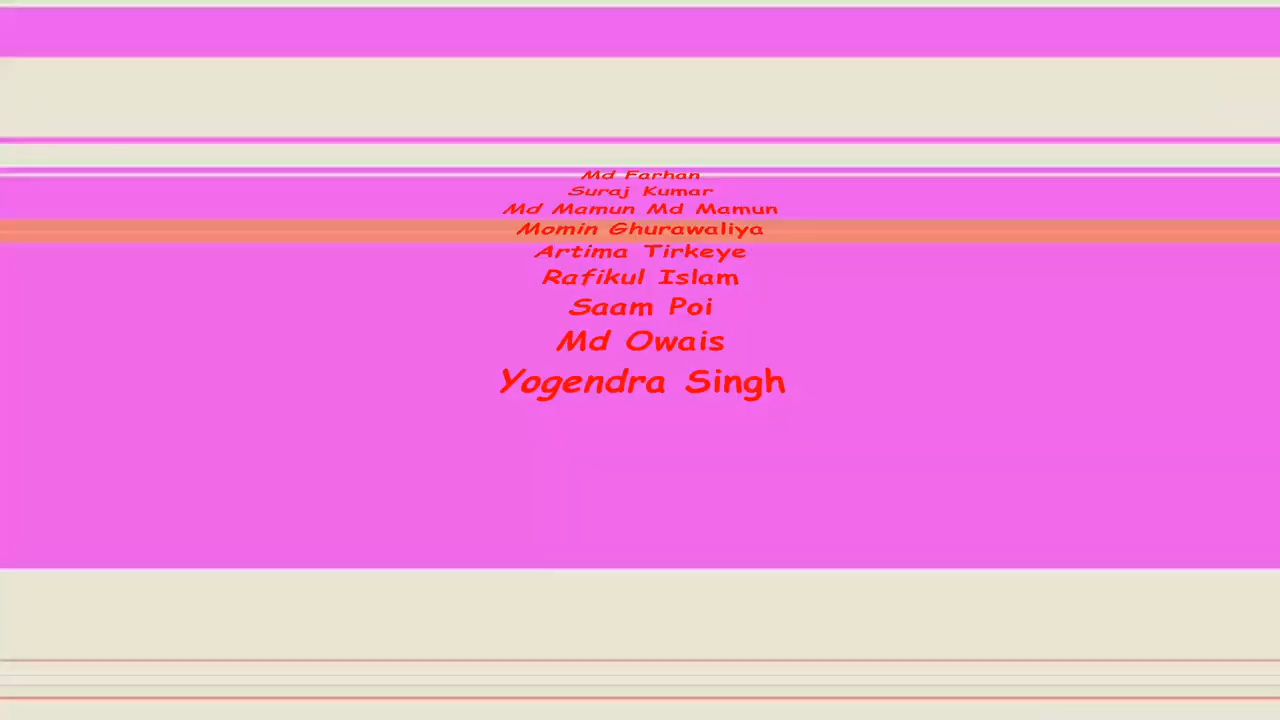 Md Farhan
Suraj Kumar
Md Mamun Md Mamun
Momin Ghurawaliya
Artima Tirkeye
Rafikul Islam
Saam Poi
Md Owais
Yogendra Singh